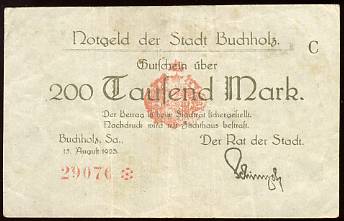 Notgeld der Stadt Buchholz.
C
Gutschein über
200 Tausend Mark.
Der Betrag ist beim Stadtrat sichergestellt.
Nachdruck wird mit Zuchthaus bestraft.
Buchholz, Sa., Der Rat der Stadt.
15. August 1923.
29076